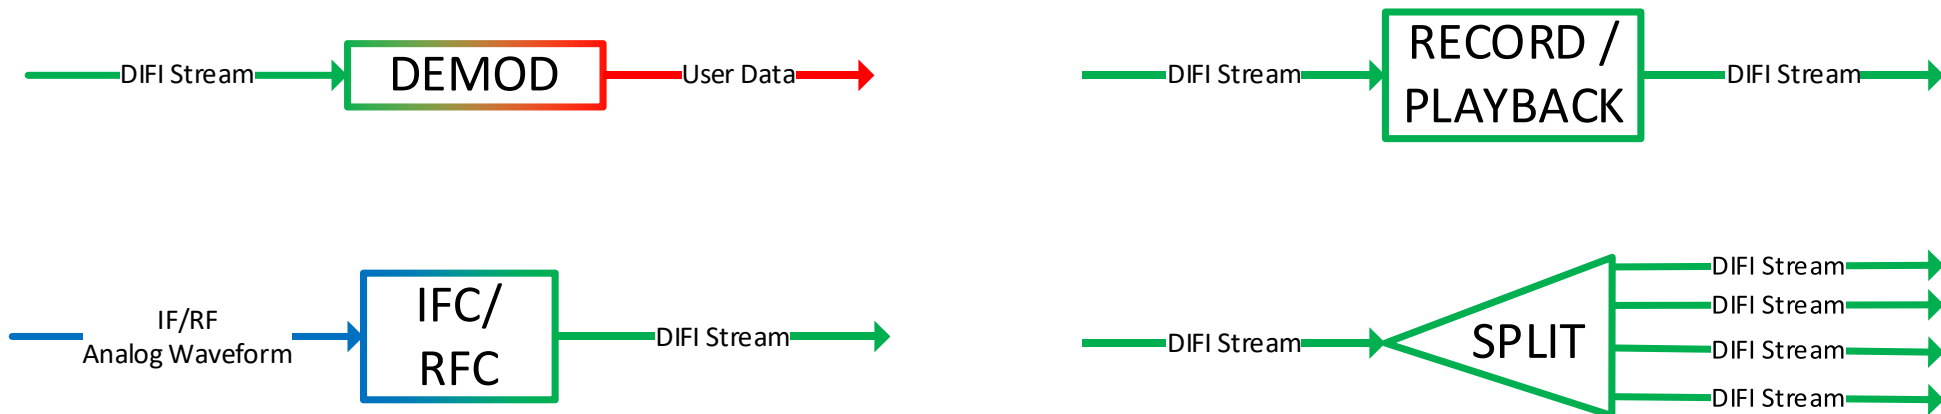 DIFI Stream
DEMOD
User Data
DIFI Stream
RECORD /
PLAYBACK
DIFI Stream
IF/RF
Analog Waveform
IFC/
RFC
DIFI Stream
DIFI Stream
SPLIT
DIFI Stream
DIFI Stream
DIFI Stream
DIFI Stream